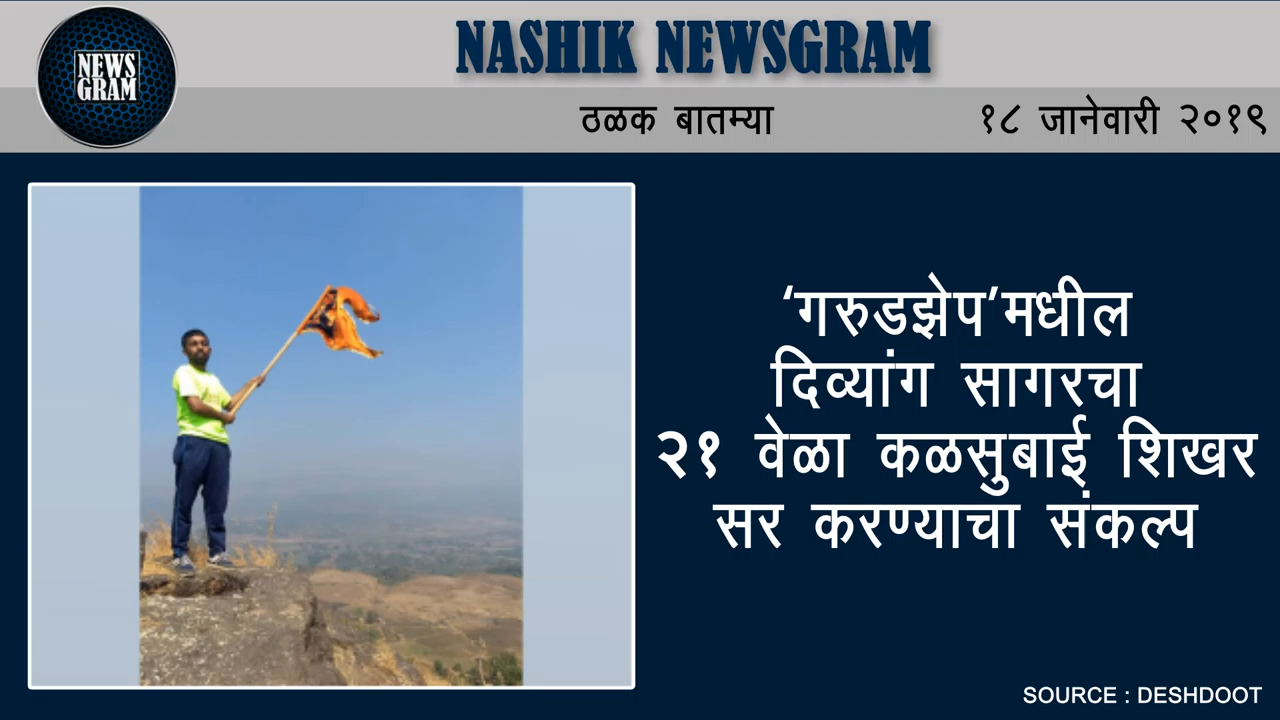 NEWS
GRAM
NASHIK NEWSGRAM
ठळक बातम्या
१८ जानेवारी २०१९
‘गरुडझेप’मधील
दिव्यांग सागरचा
२१ वेळा कळसुबाई शिखर
सर करण्याचा संकल्प
SOURCE : DESHDOOT